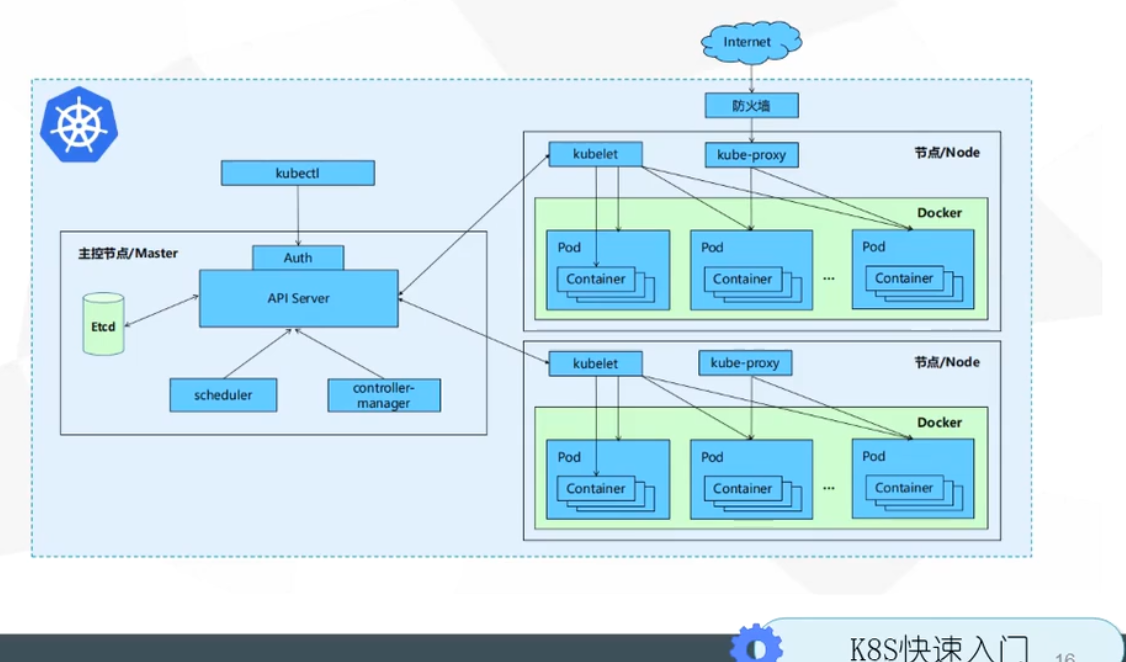 Internet
防火墙
kubelet
kube-proxy
节点/Node
kubectl
Docker
主控节点/Master
Auth
Pod
Pod
Pod
Container
Container
...
Container
API Server
Etcd
kubelet
kube-proxy
节点/Node
scheduler
controller-
manager
Docker
Pod
Pod
Pod
Container
Container
...
Container
K8S快速入门
16